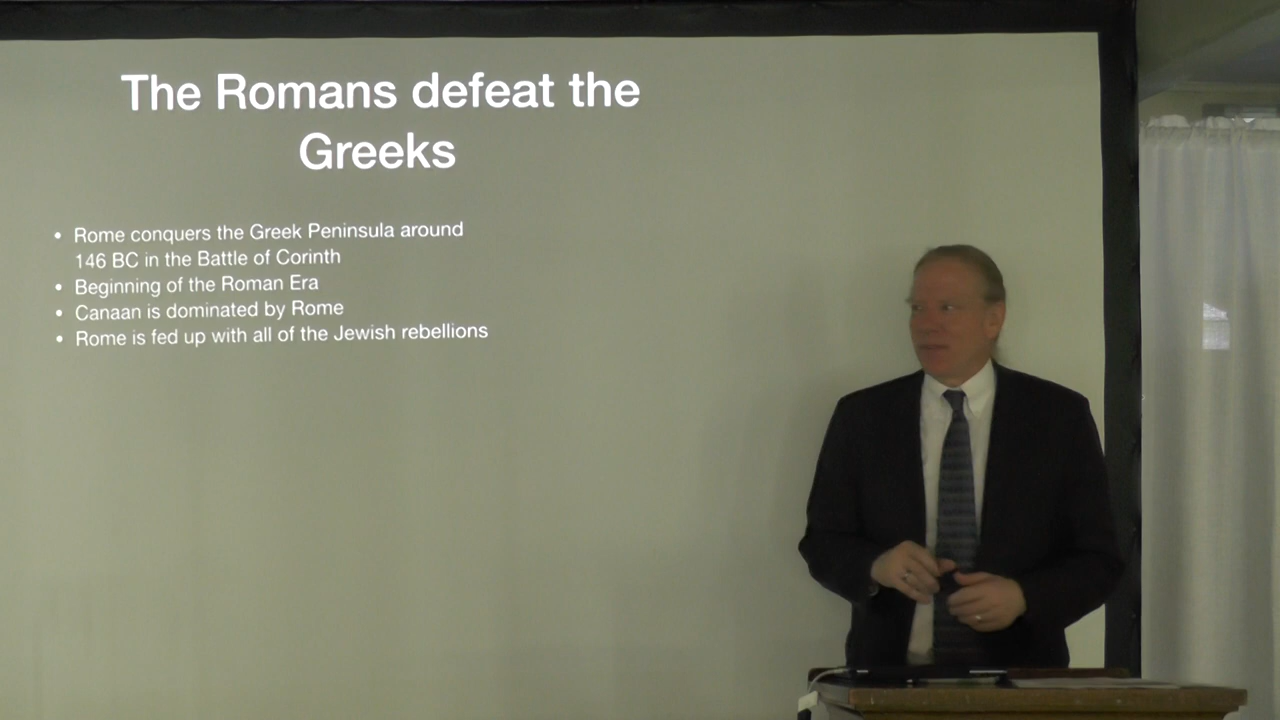 The Romans defeat the
Greeks
• Rome conquers the Greek Peninsula around
146 BC in the Battle of Corinth
• Beginning of the Roman Era
• Canaan is dominated by Rome
• Rome is fed up with all of the Jewish rebellions